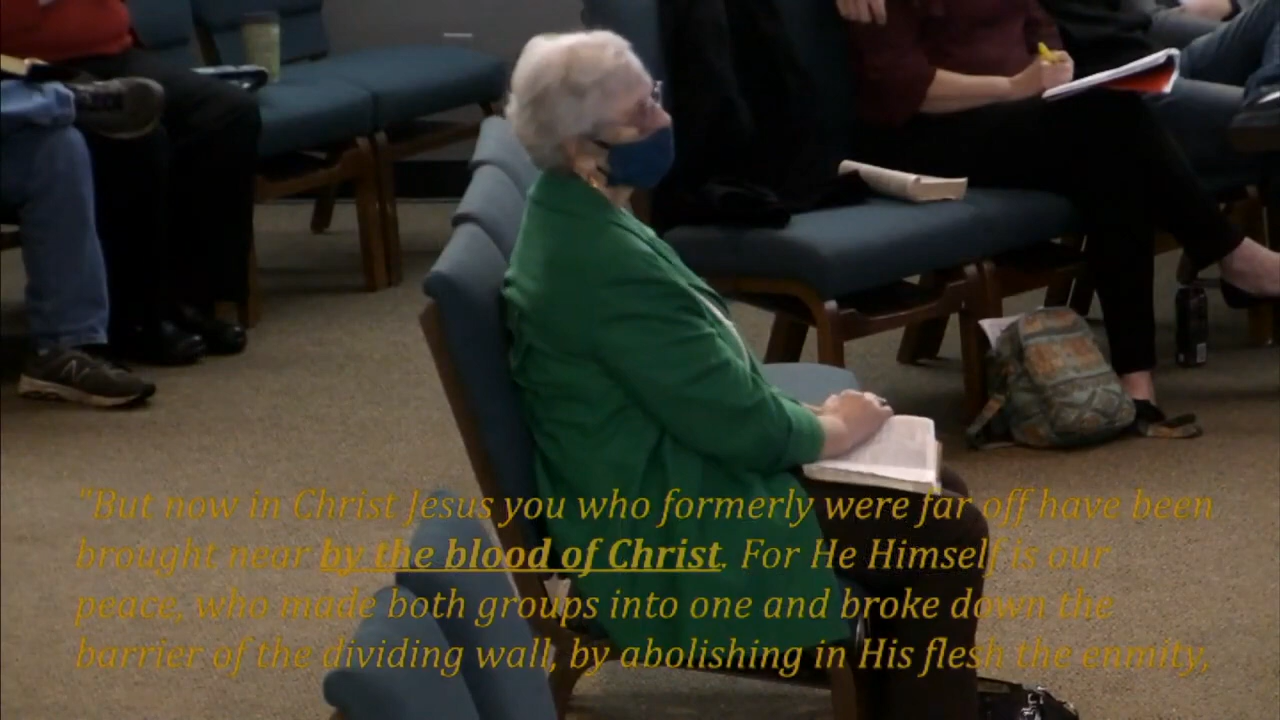 "But now in Christ Jesus you who formerly were far off have been
brought near by the blood of Christ. For He Himself is our
peace, who made both groups into one and broke down the
barrier of the dividing wall, by abolishing in His flesh the enmity,